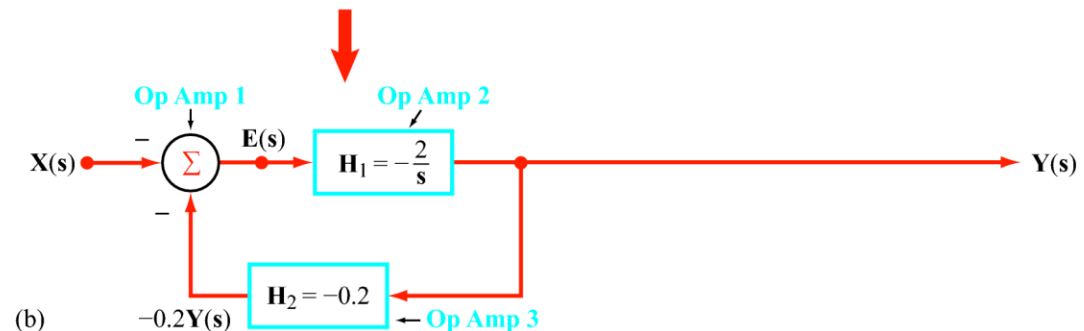 Op Amp 1
Op Amp 2
−
E(s)
X(s)
Σ
H₁ = −2/s
Y(s)
−
H₂ = −0.2
(b)
−0.2Y(s)
Op Amp 3